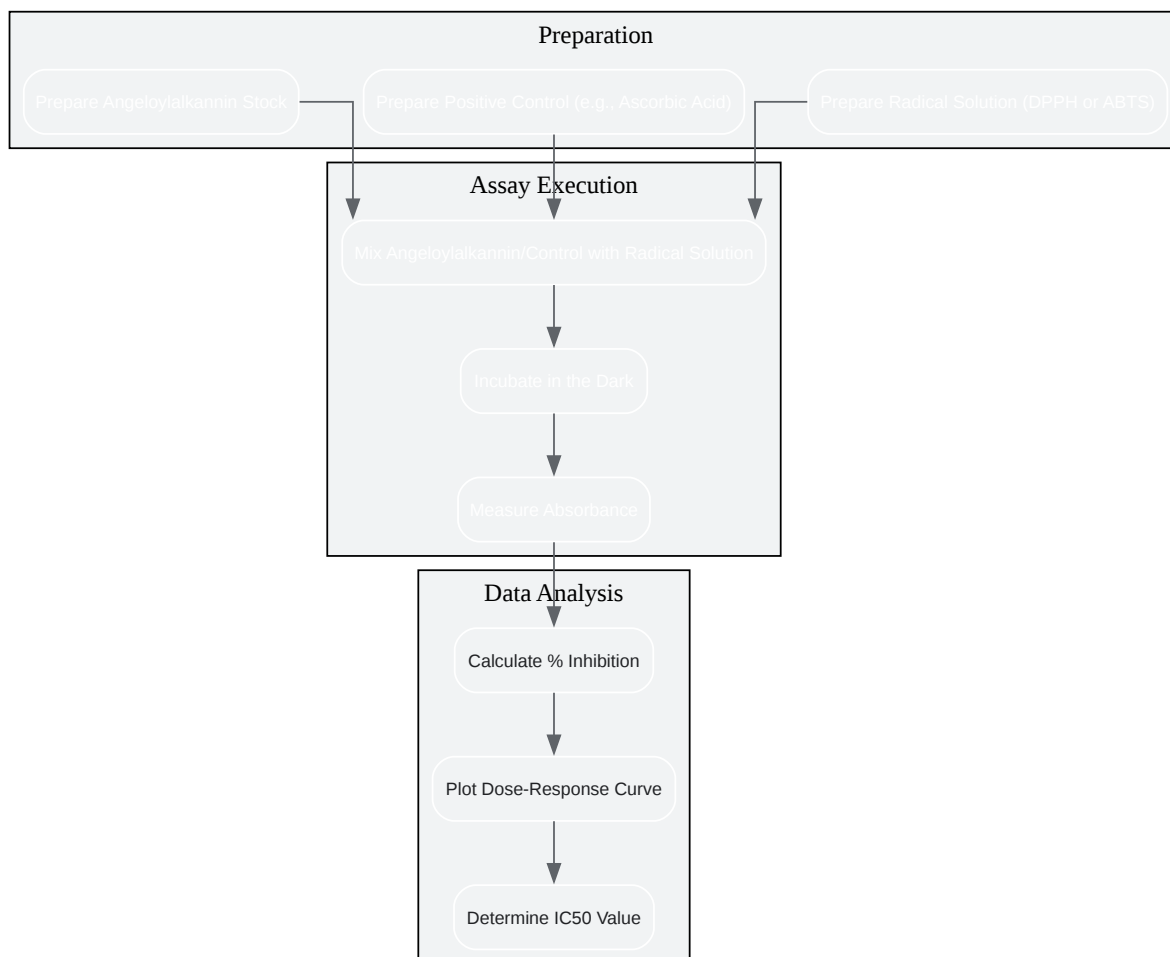 Preparation
Prepare Angeloylalkannin Stock
Prepare Positive Control (e.g., Ascorbic Acid)
Prepare Radical Solution (DPPH or ABTS)
Assay Execution
Mix Angeloylalkannin/Control with Radical Solution
Incubate in the Dark
Measure Absorbance
Data Analysis
Calculate % Inhibition
Plot Dose-Response Curve
Determine IC50 Value